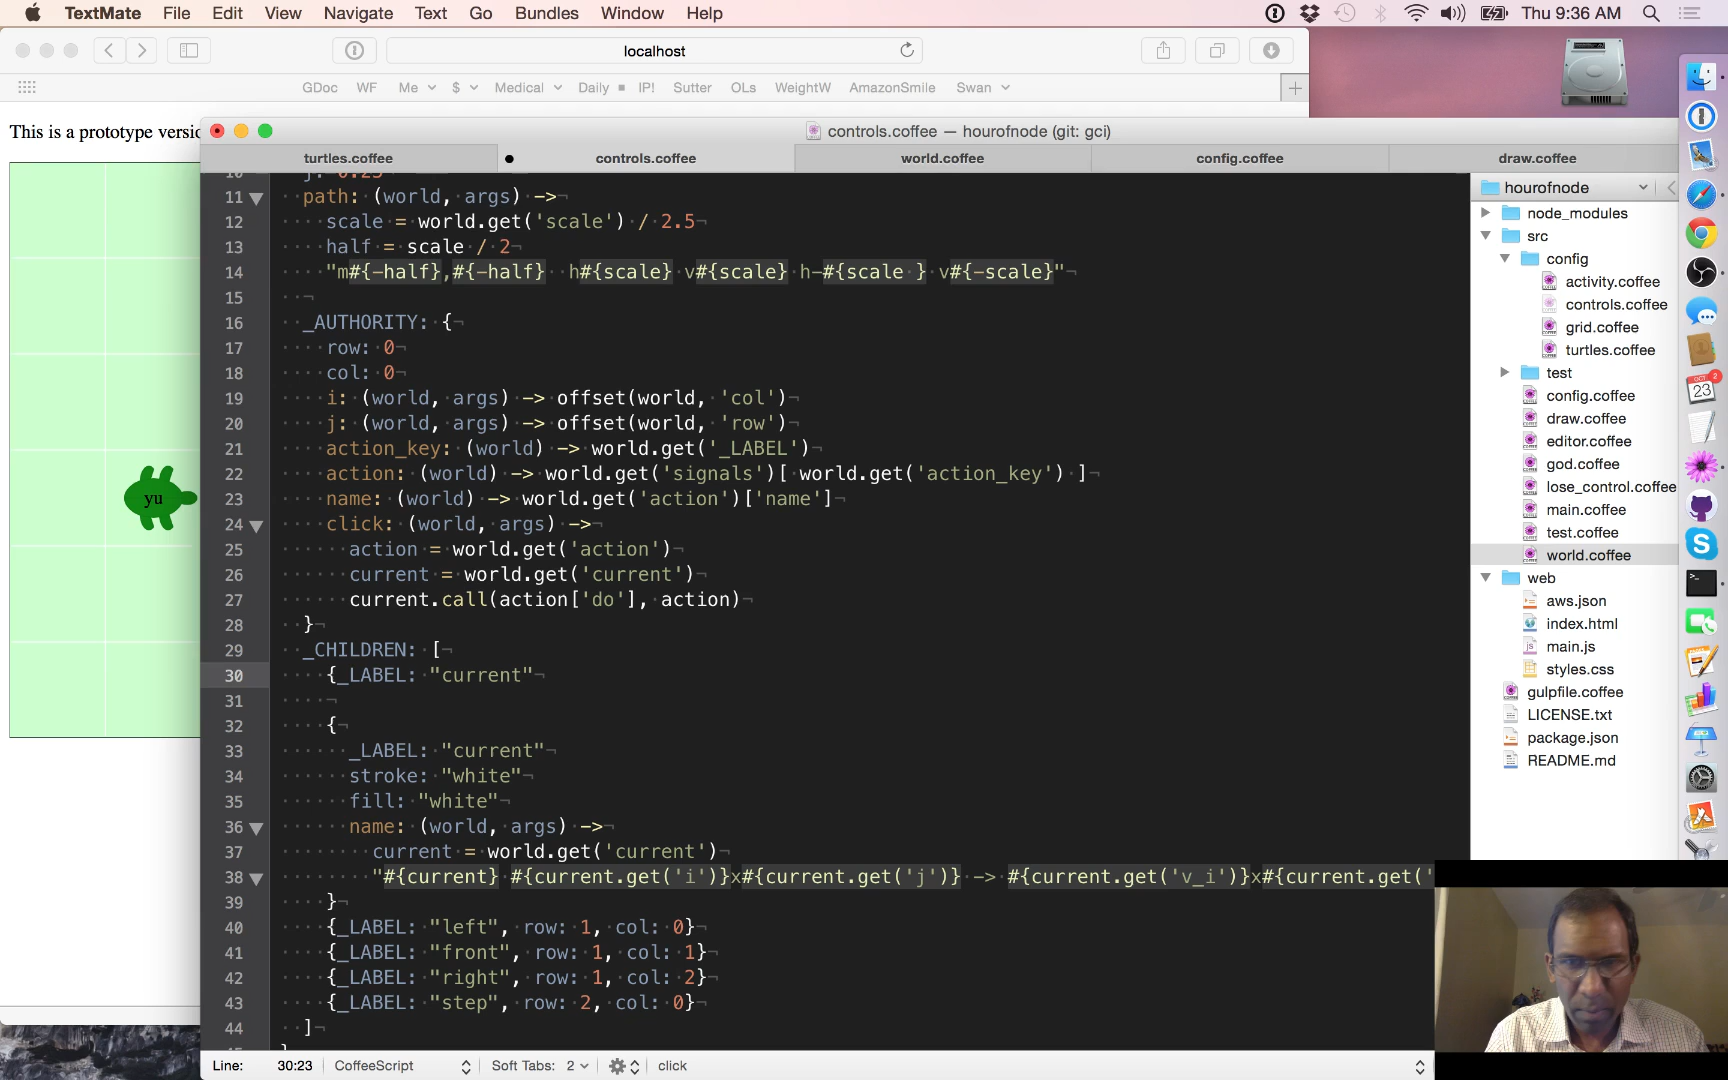 TextMate File Edit View Navigate Text Go Bundles Window Help Thu 9:36 AM
localhost
GDoc WF Me $ Medical Daily IP! Sutter OLs WeightW AmazonSmile Swan
This is a prototype
controls.coffee — hourofnode (git: gci)
turtles.coffee controls.coffee world.coffee config.coffee draw.coffee
yu
11 path: (world, args) ->
12 scale = world.get('scale') / 2.5
13 half = scale / 2
14 "m#{-half},#{-half} h#{scale} v#{scale} h-#{scale } v#{-scale}"
15
16 _AUTHORITY: {
17 row: 0
18 col: 0
19 i: (world, args) -> offset(world, 'col')
20 j: (world, args) -> offset(world, 'row')
21 action_key: (world) -> world.get('_LABEL')
22 action: (world) -> world.get('signals')[ world.get('action_key') ]
23 name: (world) -> world.get('action')['name']
24 click: (world, args) ->
25 action = world.get('action')
26 current = world.get('current')
27 current.call(action['do'], action)
28 }
29 _CHILDREN: [
30 {_LABEL: "current"
31
32 {
33 _LABEL: "current"
34 stroke: "white"
35 fill: "white"
36 name: (world, args) ->
37 current = world.get('current')
38 "#{current} #{current.get('i')}x#{current.get('j')} -> #{current.get('v_i')}x#{current.get('
39 }
40 {_LABEL: "left", row: 1, col: 0}
41 {_LABEL: "front", row: 1, col: 1}
42 {_LABEL: "right", row: 1, col: 2}
43 {_LABEL: "step", row: 2, col: 0}
44 ]
hourofnode
node_modules
src
config
activity.coffee
controls.coffee
grid.coffee
turtles.coffee
test
config.coffee
draw.coffee
editor.coffee
god.coffee
lose_control.coffee
main.coffee
test.coffee
world.coffee
web
aws.json
index.html
main.js
styles.css
gulpfile.coffee
LICENSE.txt
package.json
README.md
OCT 2
23
Line: 30:23 CoffeeScript Soft Tabs: 2 click